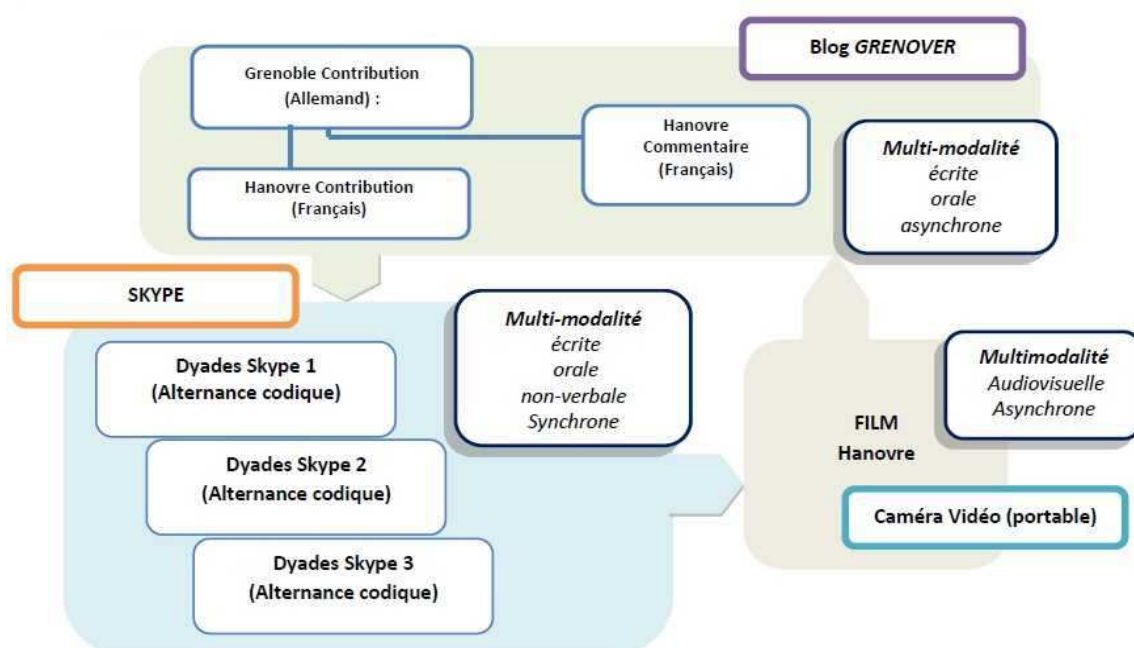 Blog GRENOVER
Grenoble Contribution
(Allemand) :
Hanovre
Commentaire
(Français)
Hanovre Contribution
(Français)
Multi-modalité
écrite
orale
asynchrone
SKYPE
Dyades Skype 1
(Alternance codique)
Dyades Skype 2
(Alternance codique)
Dyades Skype 3
(Alternance codique)
Multi-modalité
écrite
orale
non-verbale
Synchrone
FILM
Hanovre
Multimodalité
Audiovisuelle
Asynchrone
Caméra Vidéo (portable)